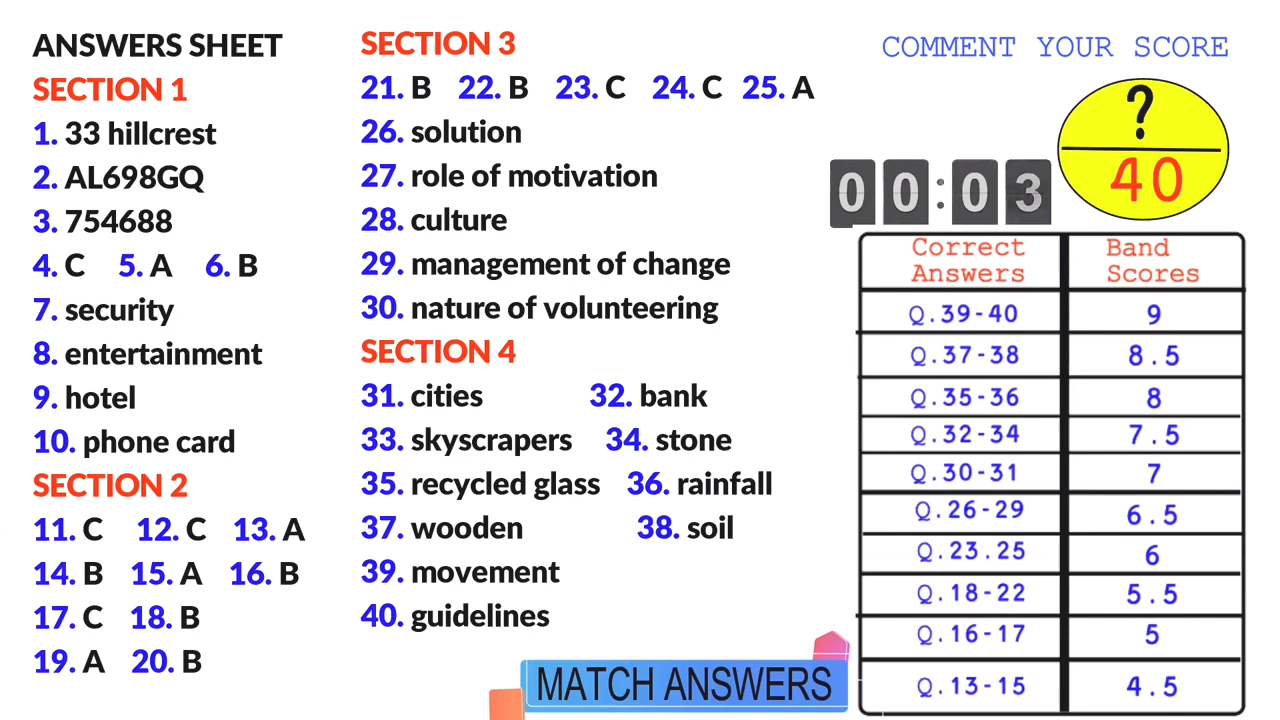 ANSWERS SHEET
SECTION 1
1. 33 hillcrest
2. AL698GQ
3. 754688
4. C 5. A 6. B
7. security
8. entertainment
9. hotel
10. phone card
SECTION 2
11. C 12. C 13. A
14. B 15. A 16. B
17. C 18. B
19. A 20. B
SECTION 3
21. B 22. B 23. C 24. C 25. A
26. solution
27. role of motivation
28. culture
29. management of change
30. nature of volunteering
SECTION 4
31. cities 32. bank
33. skyscrapers 34. stone
35. recycled glass 36. rainfall
37. wooden 38. soil
39. movement
40. guidelines
MATCH ANSWERS
COMMENT YOUR SCORE
?
40
00:03
Correct Answers Band Scores
Q.39-40 9
Q.37-38 8.5
Q.35-36 8
Q.32-34 7.5
Q.30-31 7
Q.26-29 6.5
Q.23.25 6
Q.18-22 5.5
Q.16-17 5
Q.13-15 4.5